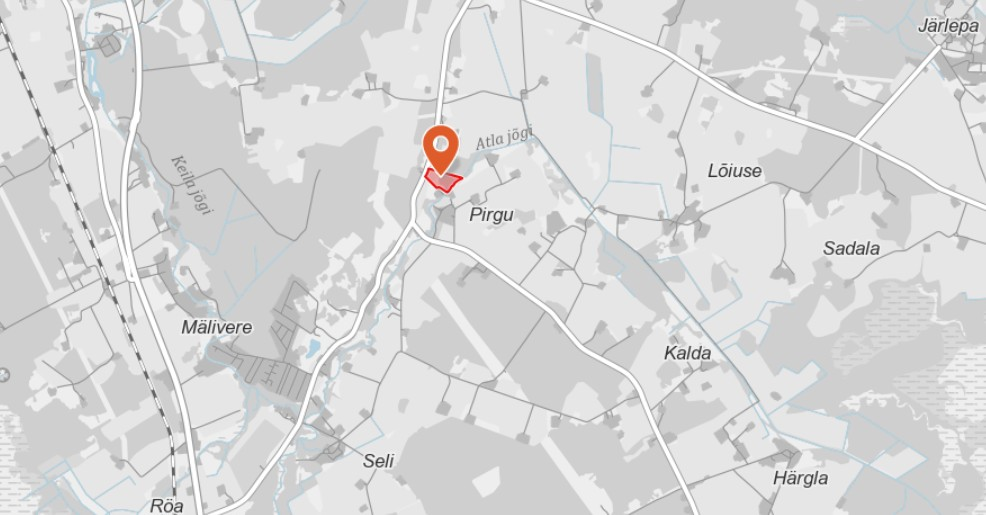 Järlepa
Atla jõgi
Keila jõgi
Lõiuse
Pirgu
Sadala
Mälivere
Kalda
Seli
Härgla
Röa